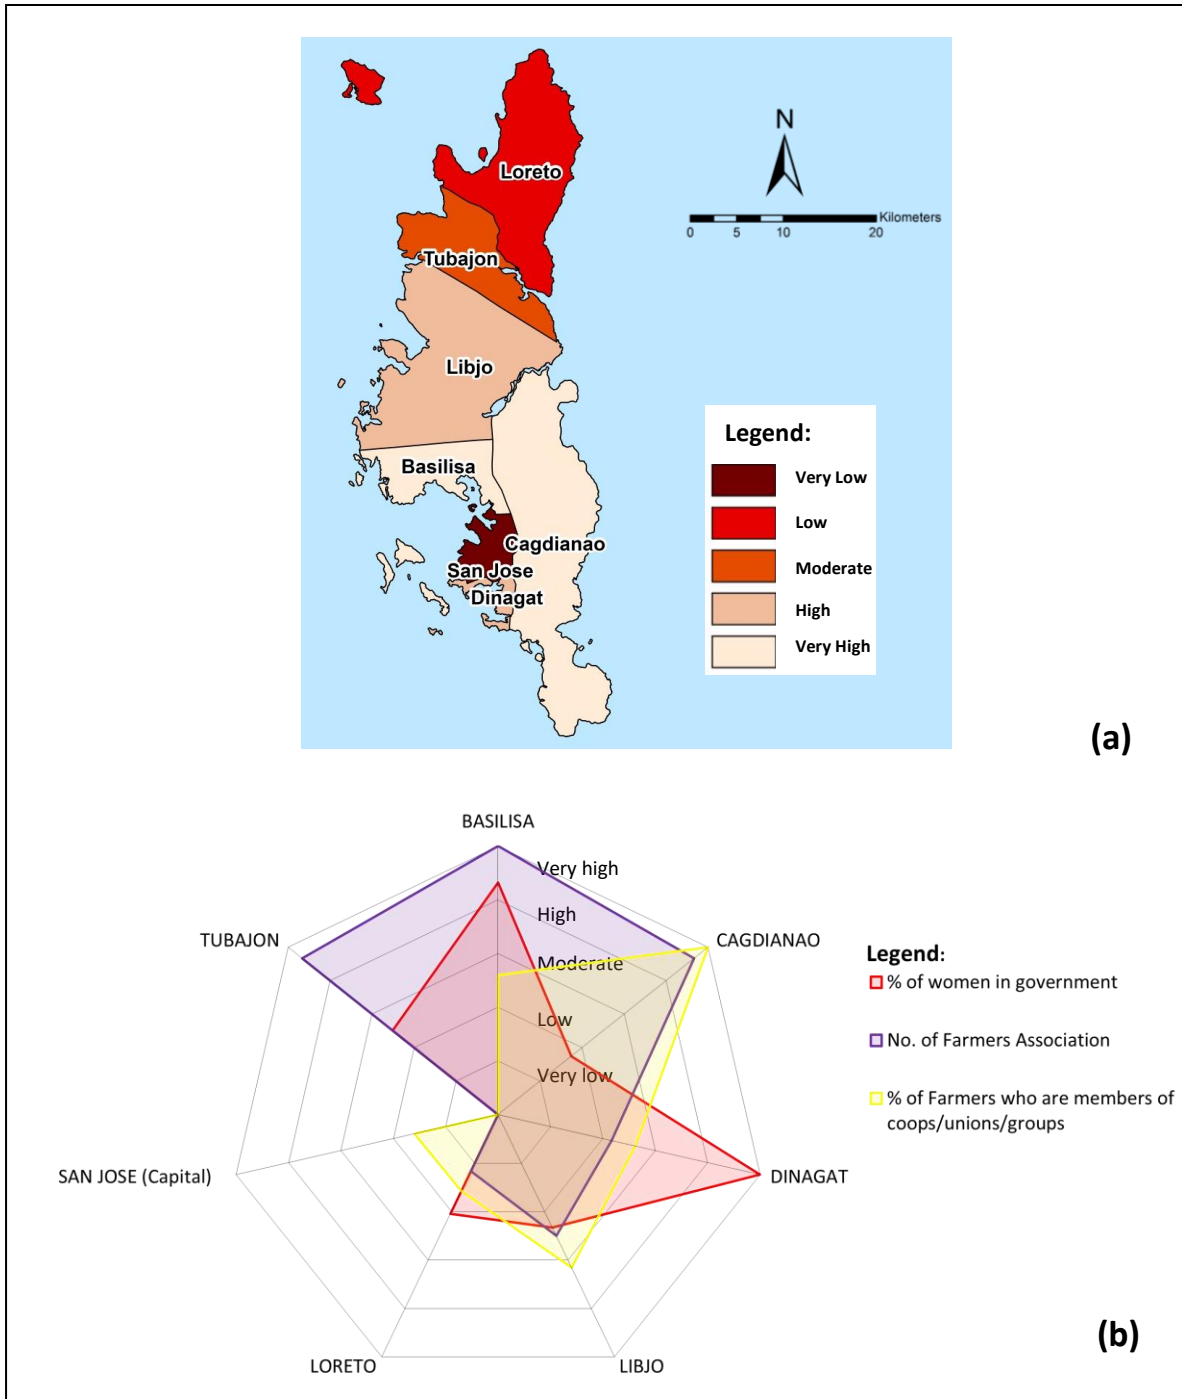 N
Kilometers
0 5 10 20
Loreto
Tubajon
Libjo
Basilisa
Cagdianao
San Jose
Dinagat
Legend:
Very Low
Low
Moderate
High
Very High
(a)
BASILISA
Very high
High
Moderate
Low
Very low
TUBAJON
CAGDIANAO
SAN JOSE (Capital)
DINAGAT
LORETO
LIBJO
Legend:
% of women in government
No. of Farmers Association
% of Farmers who are members of
coops/unions/groups
(b)